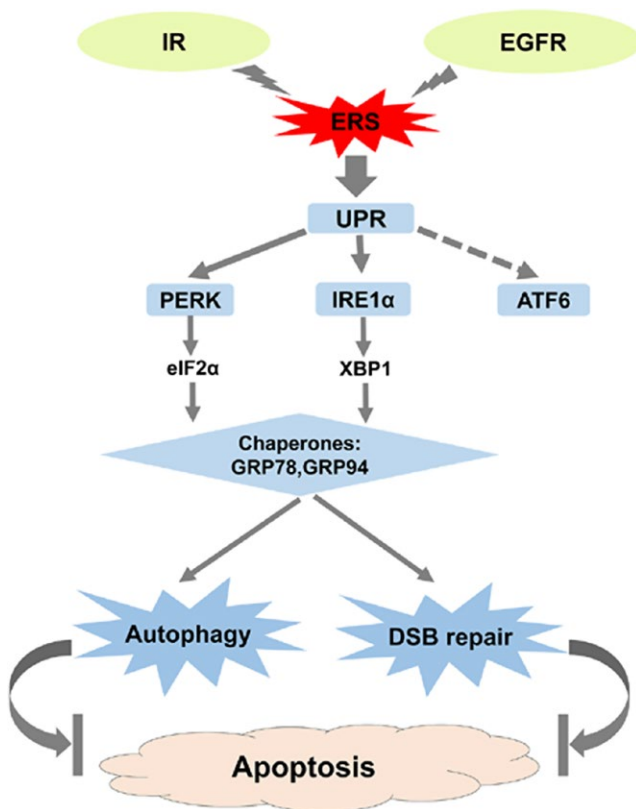 IR
EGFR
ERS
UPR
PERK
IRE1α
ATF6
eIF2α
XBP1
Chaperones:
GRP78,GRP94
Autophagy
DSB repair
Apoptosis